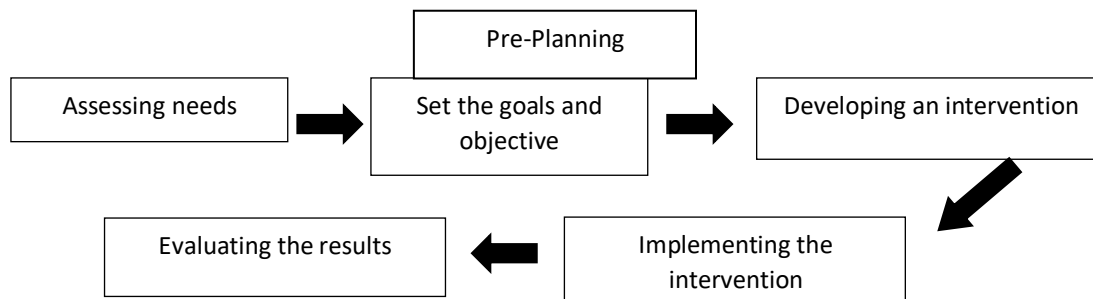 Pre-Planning
Assessing needs
Set the goals and
objective
Developing an intervention
Evaluating the results
Implementing the
intervention